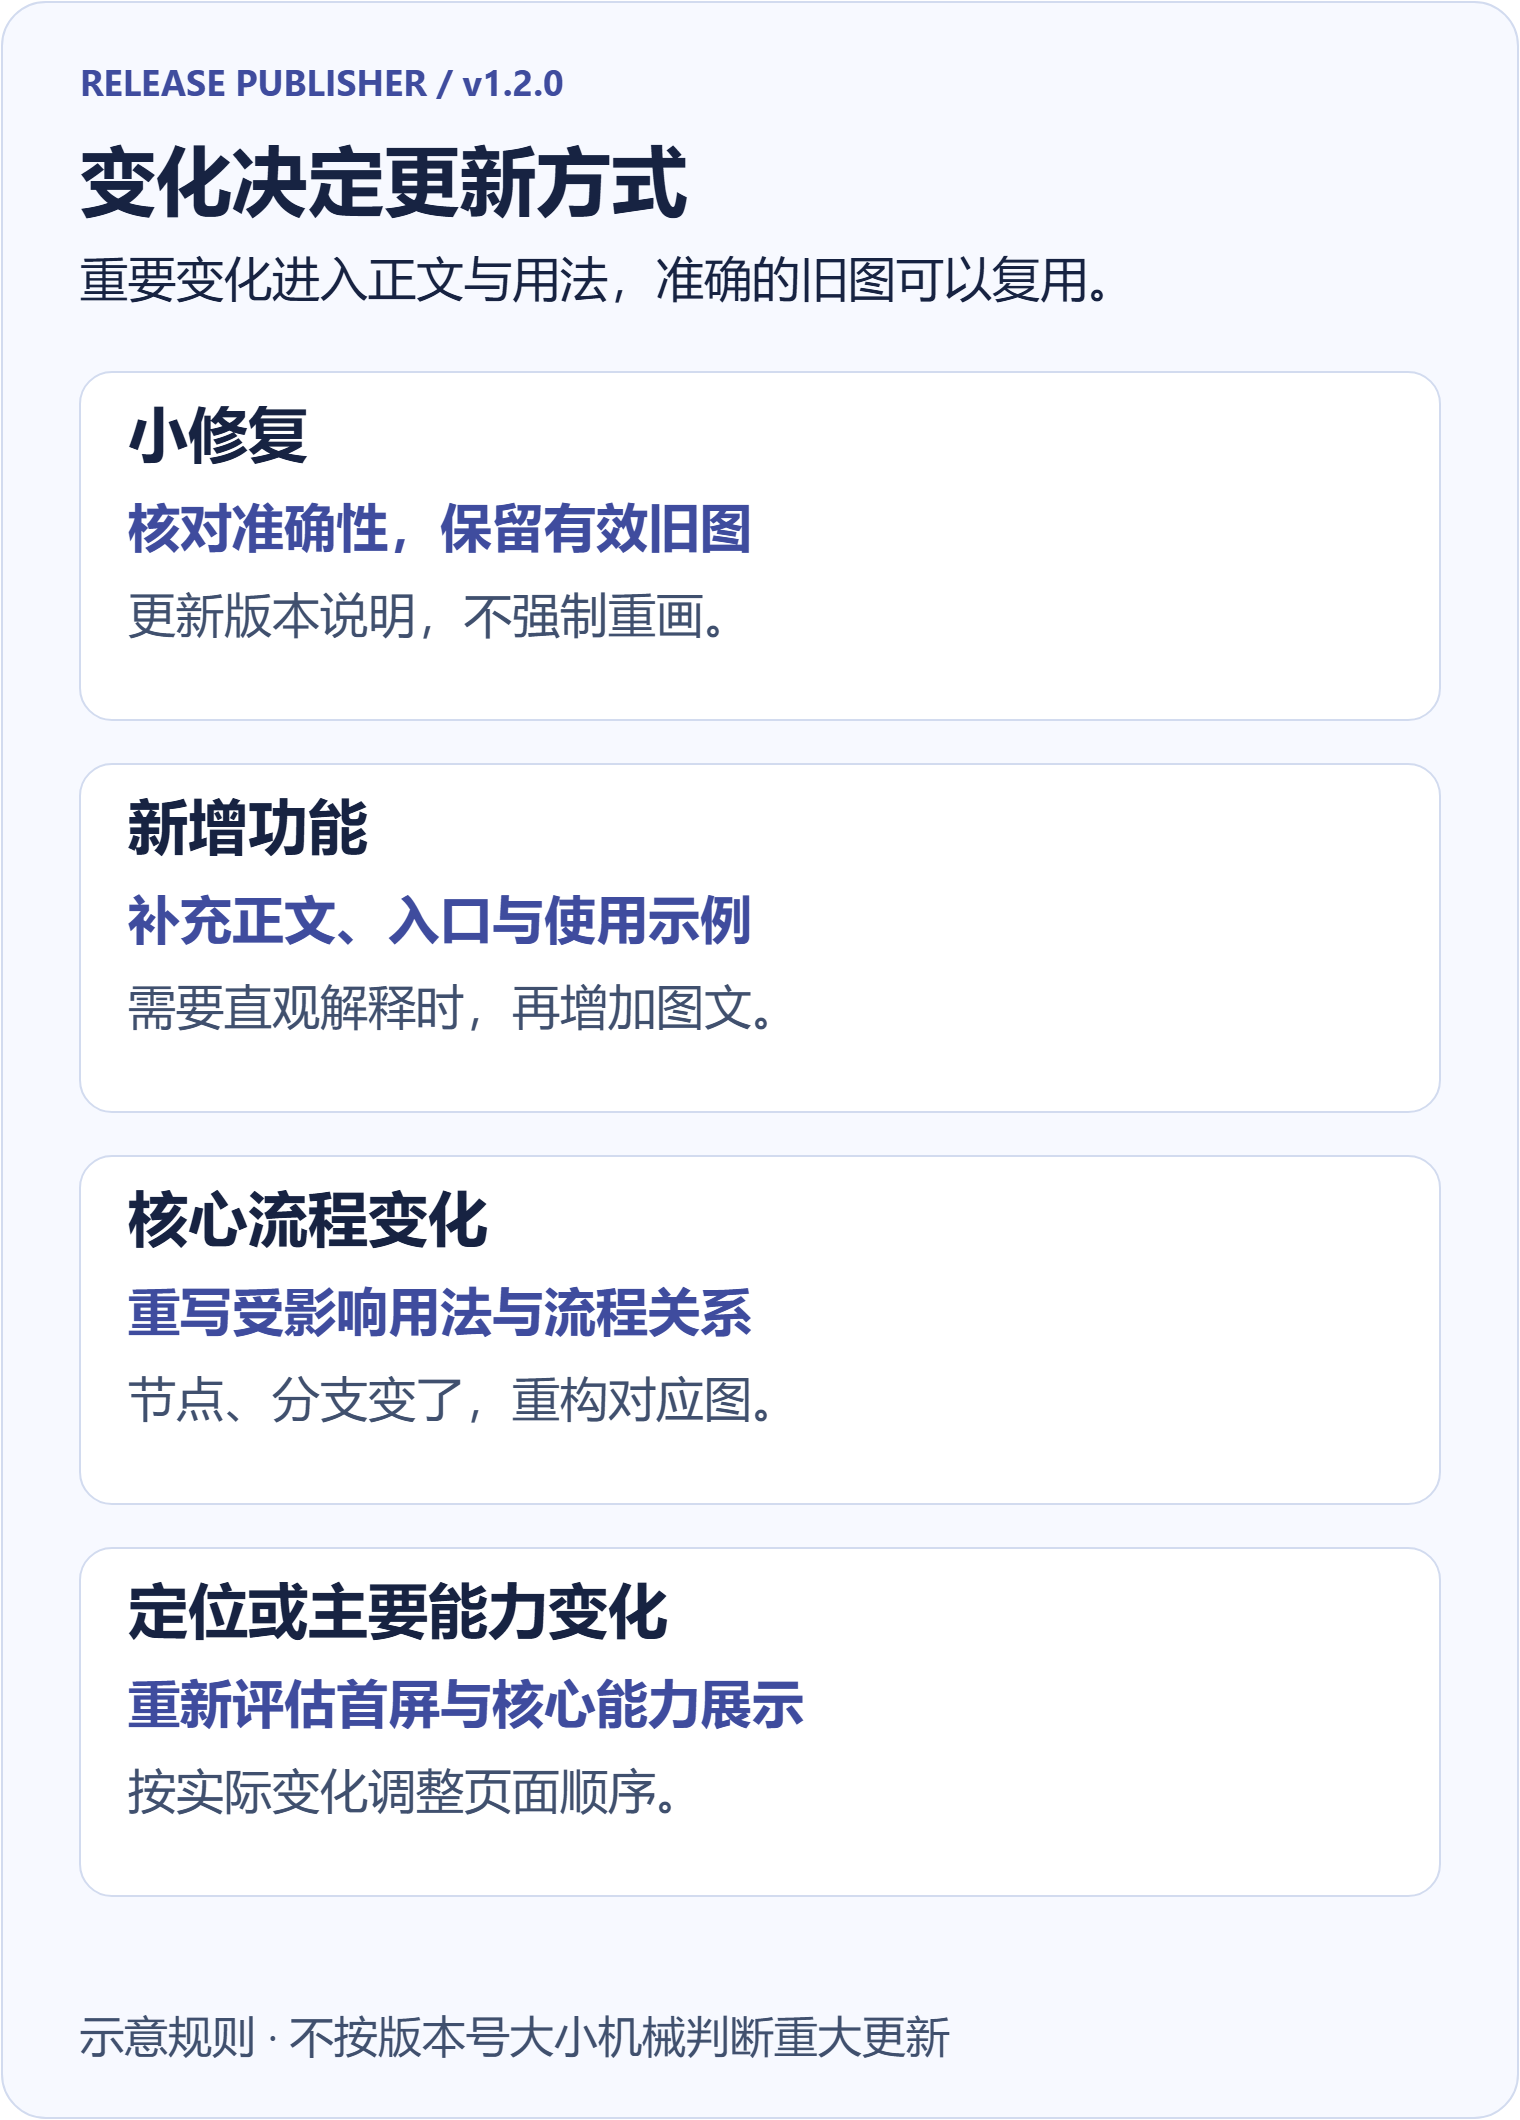 RELEASE PUBLISHER / v1.2.0
变化决定更新方式
重要变化进入正文与用法，准确的旧图可以复用。
小修复
核对准确性，保留有效旧图
更新版本说明，不强制重画。
新增功能
补充正文、入口与使用示例
需要直观解释时，再增加图文。
核心流程变化
重写受影响用法与流程关系
节点、分支变了，重构对应图。
定位或主要能力变化
重新评估首屏与核心能力展示
按实际变化调整页面顺序。
示意规则 · 不按版本号大小机械判断重大更新